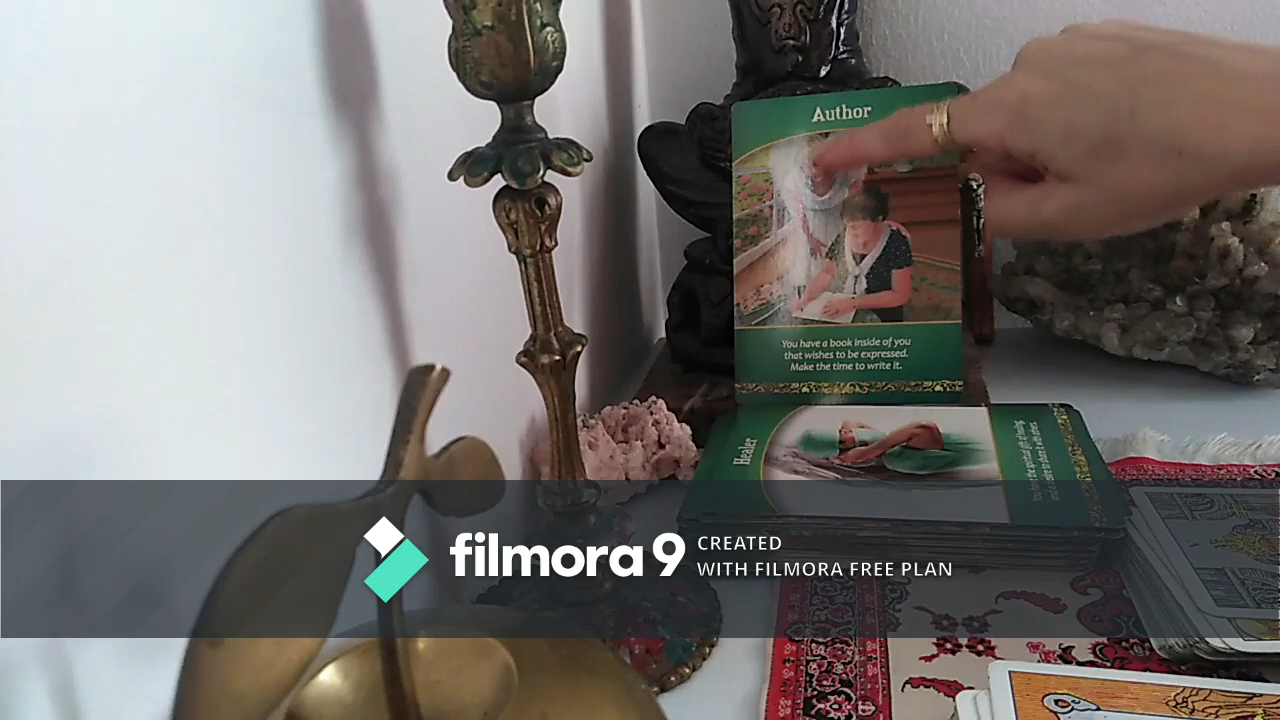 Author
You have a book inside of you
that wishes to be expressed.
Make the time to write it.
Healer
filmora9
CREATED
WITH FILMORA FREE PLAN